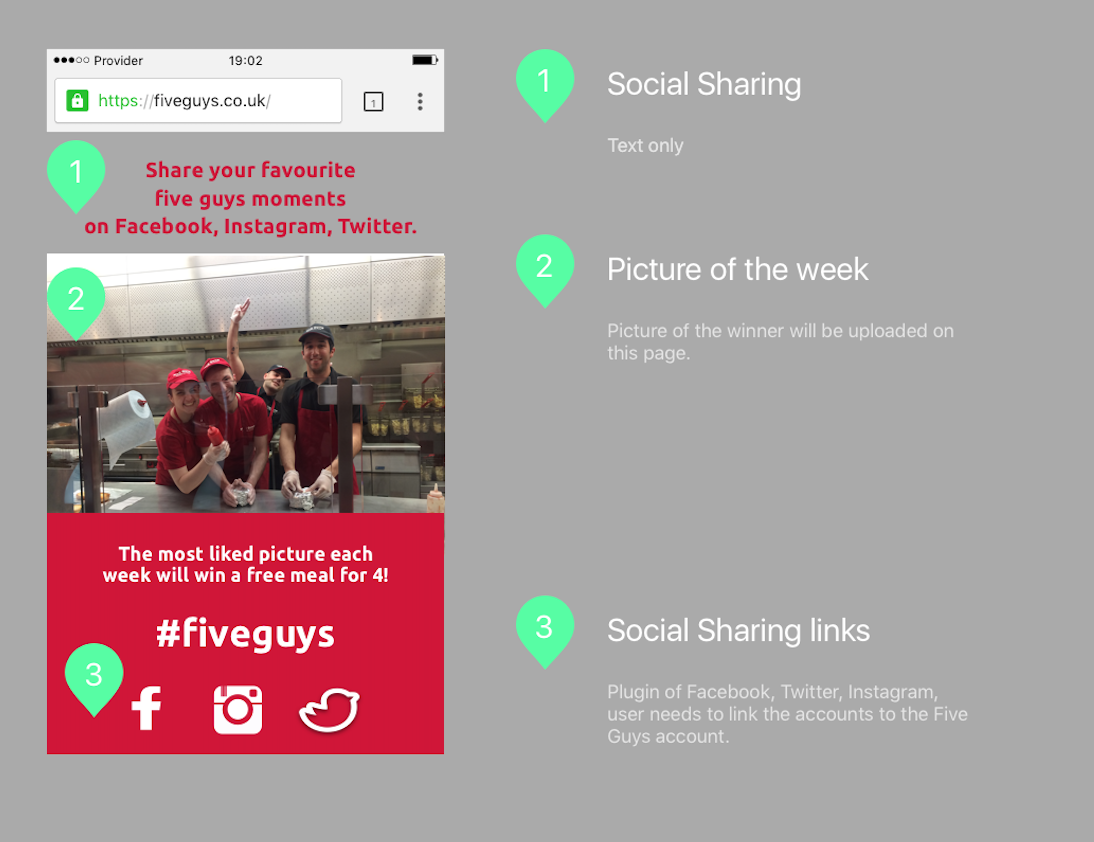 ●●●○○ Provider 19:02
https://fiveguys.co.uk/ 1
1
Share your favourite
five guys moments
on Facebook, Instagram, Twitter.
2
The most liked picture each
week will win a free meal for 4!
#fiveguys
3
1
Social Sharing
Text only
2
Picture of the week
Picture of the winner will be uploaded on
this page.
3
Social Sharing links
Plugin of Facebook, Twitter, Instagram,
user needs to link the accounts to the Five
Guys account.